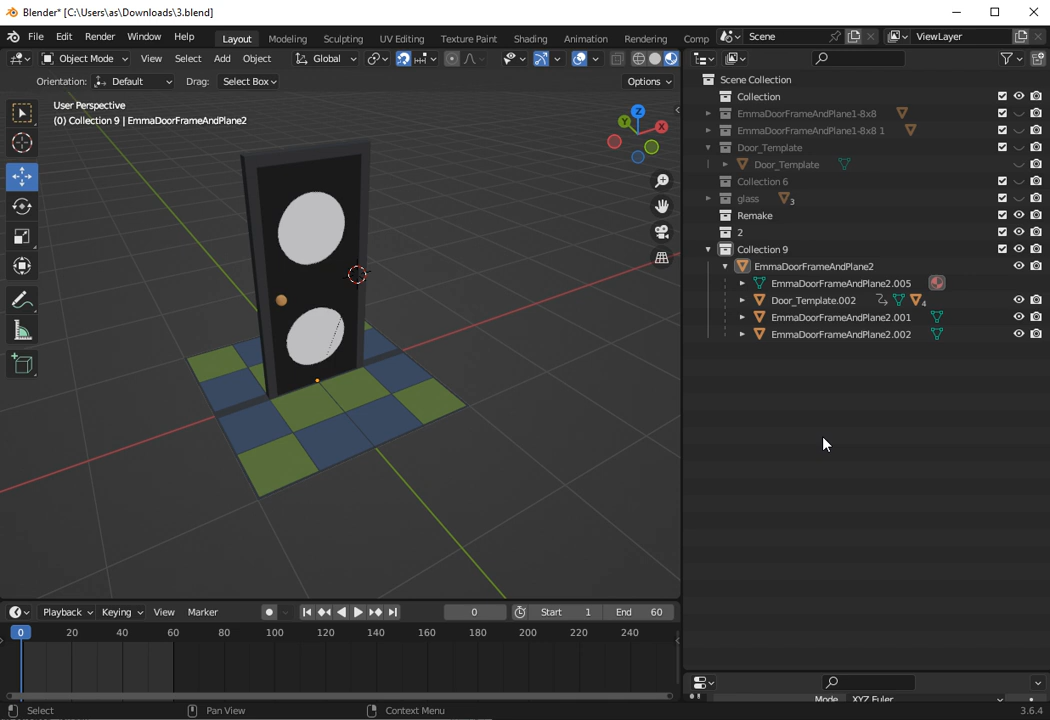 Blender* [C:\Users\as\Downloads\3.blend]
File Edit Render Window Help Layout Modeling Sculpting UV Editing Texture Paint Shading Animation Rendering Comp Scene ViewLayer
Object Mode View Select Add Object Global
Orientation: Default Drag: Select Box Options
User Perspective
(0) Collection 9 | EmmaDoorFrameAndPlane2
Z
Y
X
Scene Collection
Collection
EmmaDoorFrameAndPlane1-8x8
EmmaDoorFrameAndPlane1-8x8 1
Door_Template
Door_Template
Collection 6
glass 3
Remake
2
Collection 9
EmmaDoorFrameAndPlane2
EmmaDoorFrameAndPlane2.005
Door_Template.002 4
EmmaDoorFrameAndPlane2.001
EmmaDoorFrameAndPlane2.002
Playback Keying View Marker 0 Start 1 End 60
0 20 40 60 80 100 120 140 160 180 200 220 240
Mode XYZ Euler
Select Pan View Context Menu 3.6.4